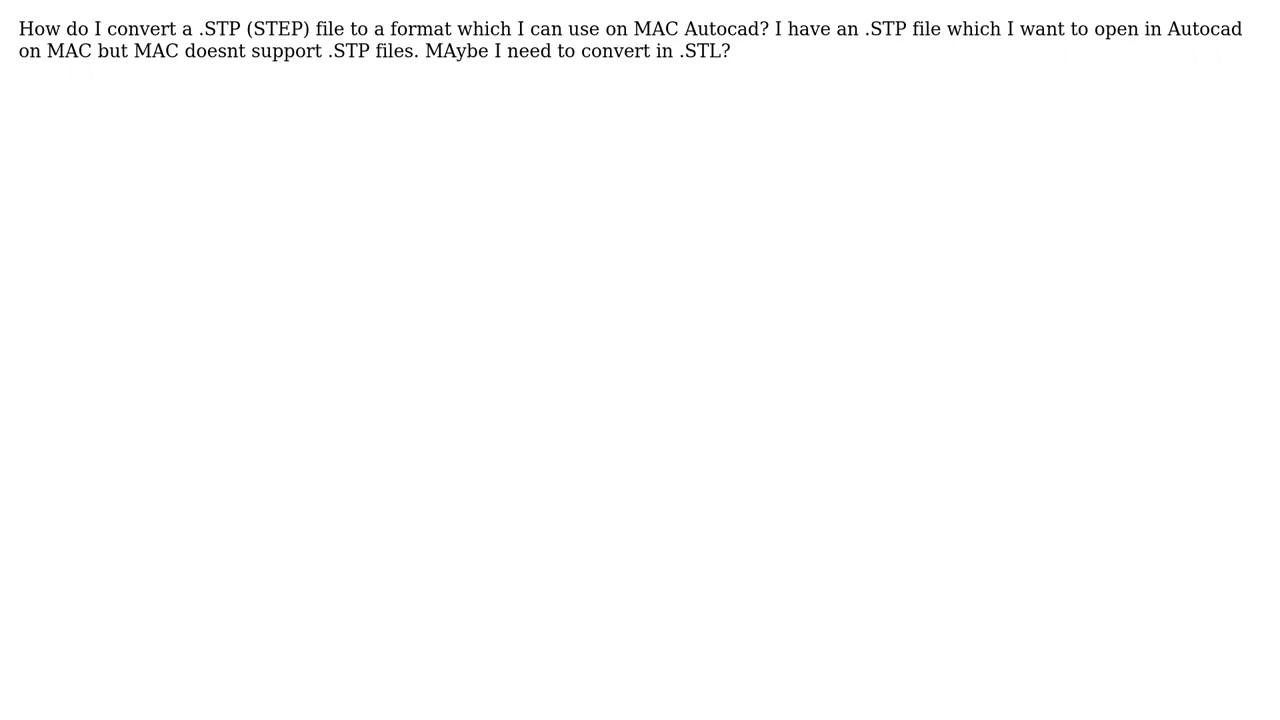 How do I convert a .STP (STEP) file to a format which I can use on MAC Autocad? I have an .STP file which I want to open in Autocad
on MAC but MAC doesnt support .STP files. MAybe I need to convert in .STL?